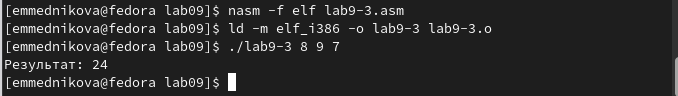 [emmednikova@fedora lab09]$ nasm -f elf lab9-3.asm
[emmednikova@fedora lab09]$ ld -m elf_i386 -o lab9-3 lab9-3.o
[emmednikova@fedora lab09]$ ./lab9-3 8 9 7
Результат: 24
[emmednikova@fedora lab09]$